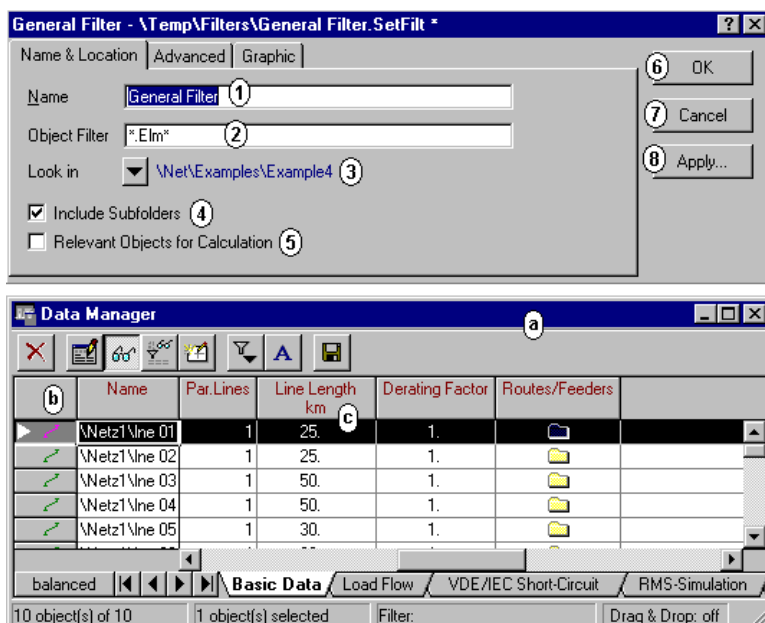 General Filter - \Temp\Filters\General Filter.SetFilt *
Name & Location Advanced Graphic
Name General Filter 1
Object Filter *.Elm* 2
Look in \Net\Examples\Example4 3
Include Subfolders 4
Relevant Objects for Calculation 5
6 OK
7 Cancel
8 Apply...
Data Manager a
A
b Name Par.Lines Line Length km c Derating Factor Routes/Feeders
\Netz1\lne 01 1 25. 1.
\Netz1\lne 02 1 25. 1.
\Netz1\lne 03 1 50. 1.
\Netz1\lne 04 1 50. 1.
\Netz1\lne 05 1 30. 1.
balanced Basic Data Load Flow VDE/IEC Short-Circuit RMS-Simulation
10 object(s) of 10 1 object(s) selected Filter: Drag & Drop: off